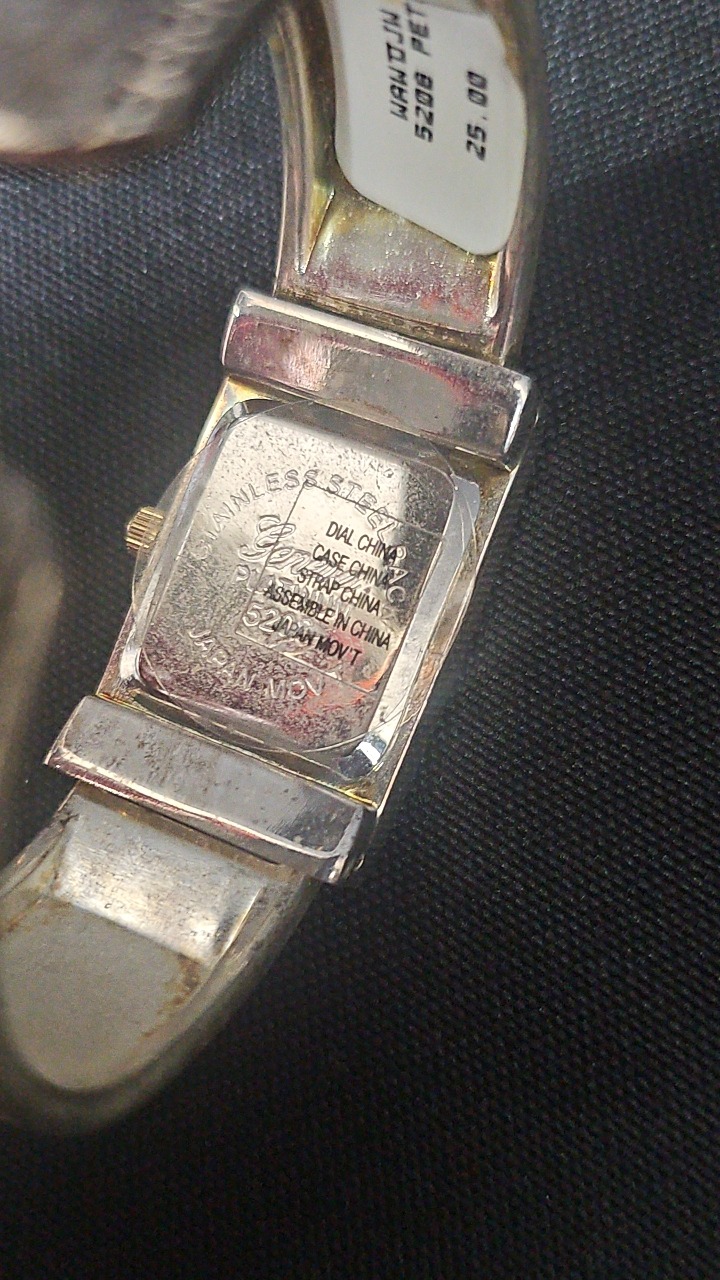 WAWDJW
5208 PET
25.00
STAINLESS STEEL
DIAL CHINA
CASE CHINA
STRAP CHINA
ASSEMBLE IN CHINA
JAPAN MOV'T
JAPAN MOV